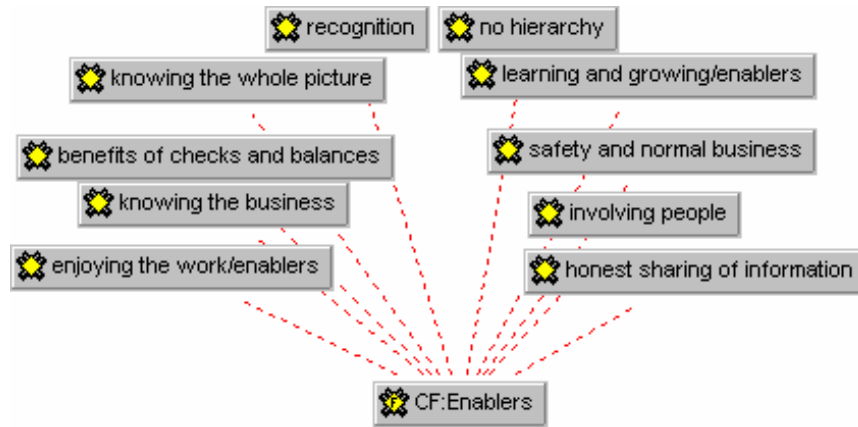 recognition
no hierarchy
knowing the whole picture
learning and growing/enablers
benefits of checks and balances
safety and normal business
knowing the business
involving people
enjoying the work/enablers
honest sharing of information
F
CF:Enablers